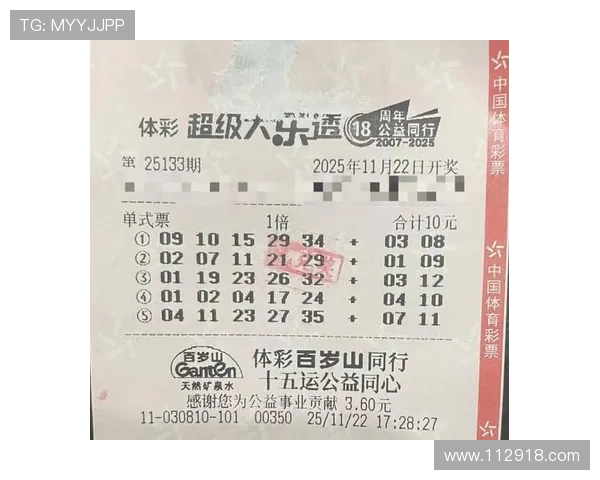 TG: MYYJJPP
体彩 超级大乐透 18周年公益同行 2007-2025
第 25133期 2025年11月22日开奖
单式票 1倍 合计10元
① 09 10 15 29 34 + 03 08
② 02 07 11 21 29 + 01 09
③ 01 19 23 26 32 + 03 12
④ 01 02 04 17 24 + 04 10
⑤ 04 11 23 27 35 + 07 11
百岁山 Ganten 天然矿泉水
体彩百岁山同行
十五运公益同心
感谢您为公益事业贡献 3.60元
11-030810-101 00350 25/11/22 17:28:27
中国体育彩票
中国体育彩票
www.112918.com